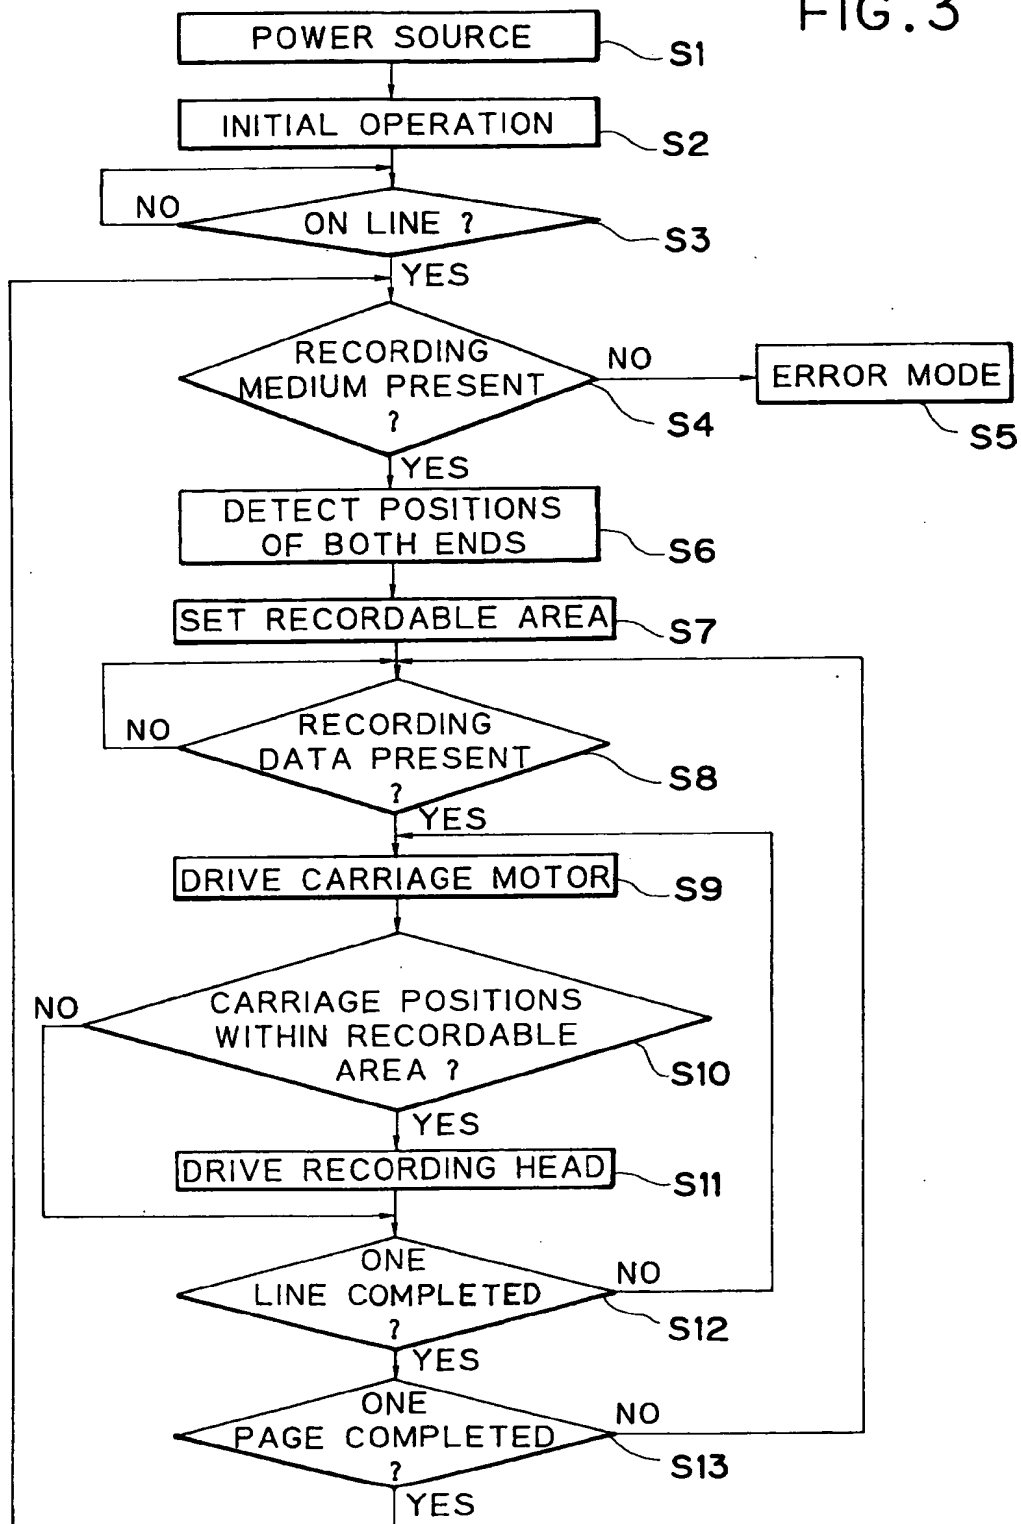 FIG.3
POWER SOURCE
S1
INITIAL OPERATION
S2
NO
ON LINE ?
S3
YES
RECORDING
MEDIUM PRESENT
?
NO
S4
ERROR MODE
S5
YES
DETECT POSITIONS
OF BOTH ENDS
S6
SET RECORDABLE AREA
S7
NO
RECORDING
DATA PRESENT
?
S8
YES
DRIVE CARRIAGE MOTOR
S9
NO
CARRIAGE POSITIONS
WITHIN RECORDABLE
AREA ?
S10
YES
DRIVE RECORDING HEAD
S11
ONE
LINE COMPLETED
?
NO
S12
YES
ONE
PAGE COMPLETED
?
NO
S13
YES